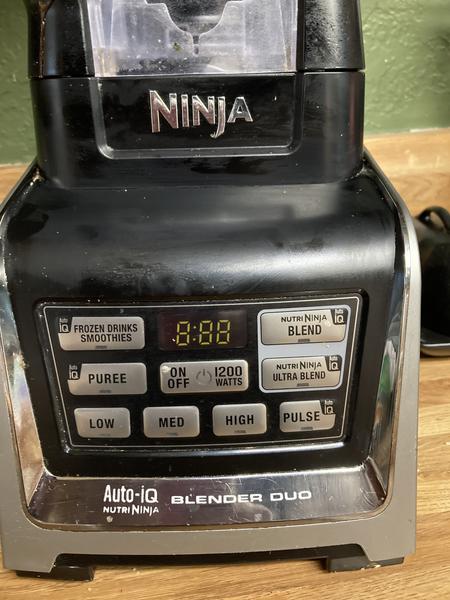 NINJA
Auto iQ
FROZEN DRINKS
SMOOTHIES
8:00
NUTRI NINJA
BLEND
Auto iQ
Auto iQ
PUREE
ON
OFF
1200
WATTS
NUTRI NINJA
ULTRA BLEND
Auto iQ
LOW
MED
HIGH
PULSE
Auto iQ
Auto-iQ
NUTRI NINJA
BLENDER DUO